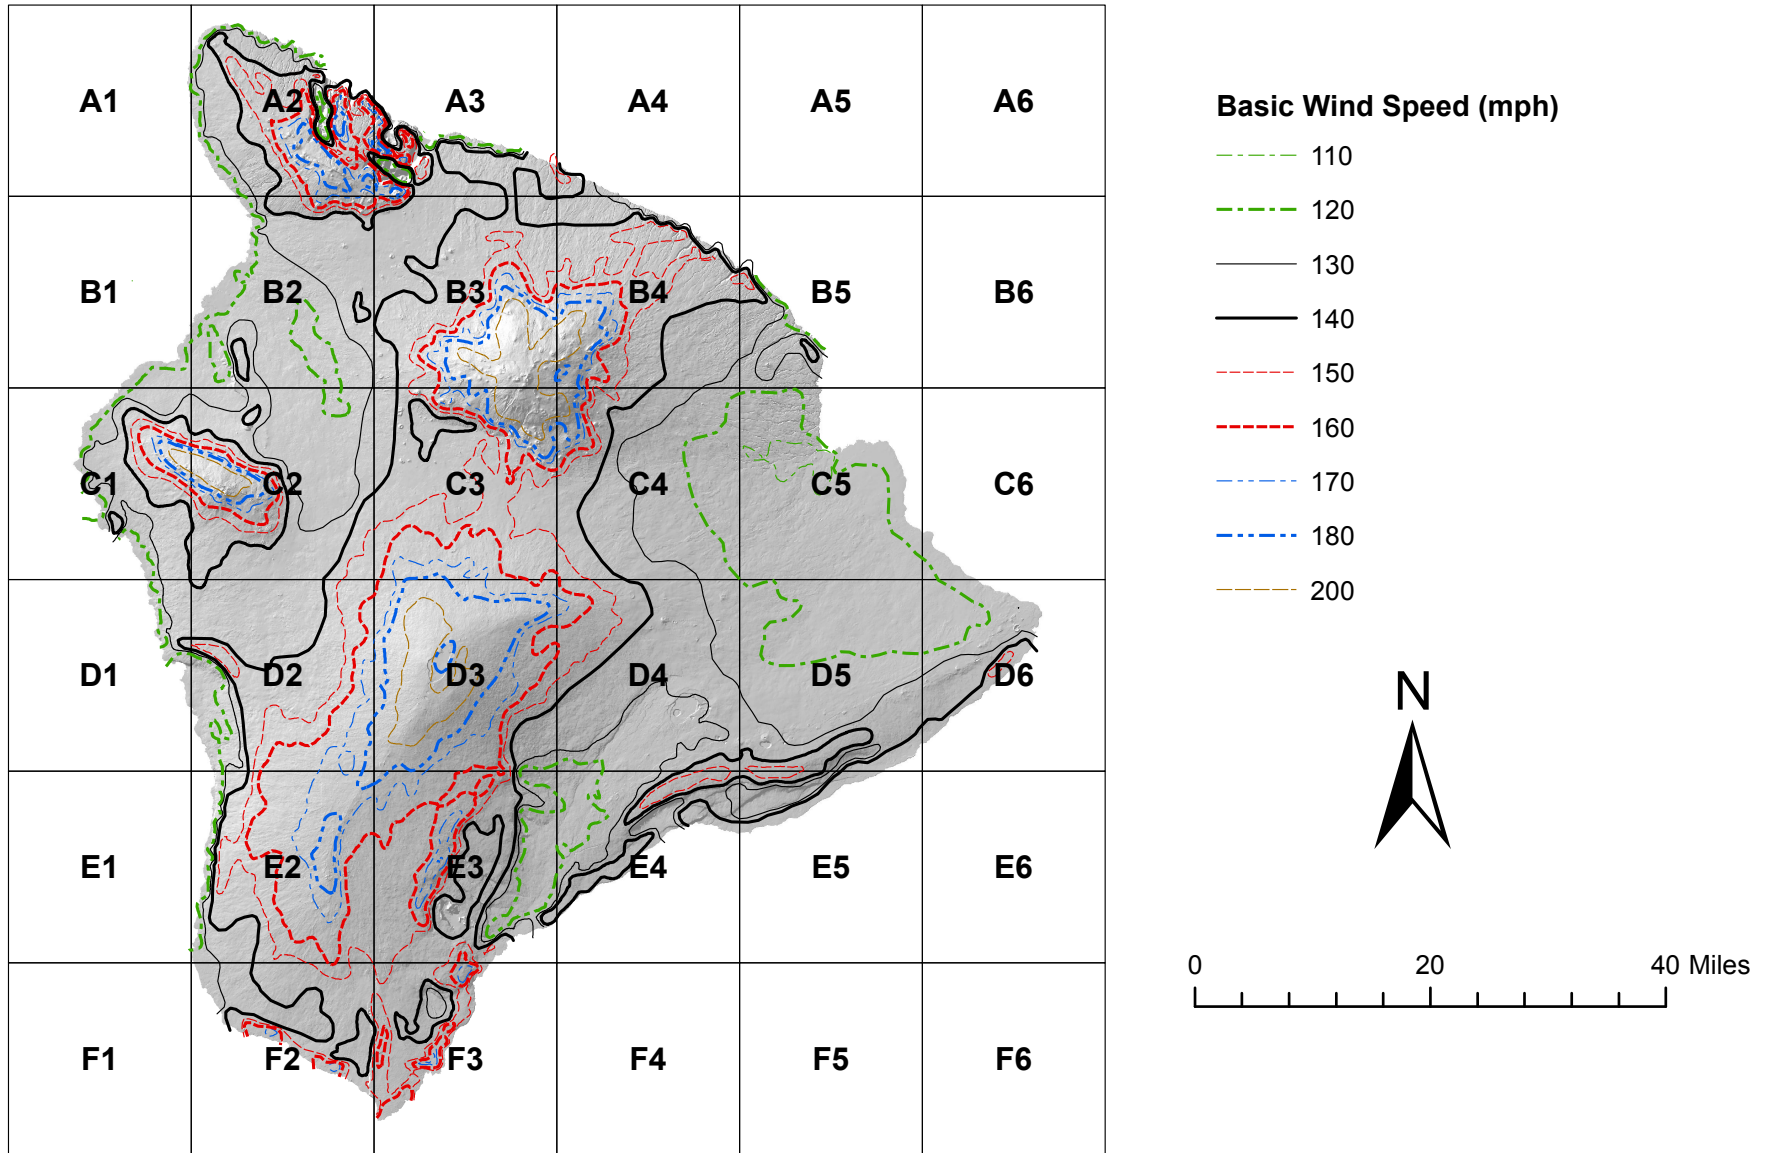 A1 A2 A3 A4 A5 A6
B1 B2 B3 B4 B5 B6
C1 C2 C3 C4 C5 C6
D1 D2 D3 D4 D5 D6
E1 E2 E3 E4 E5 E6
F1 F2 F3 F4 F5 F6
Basic Wind Speed (mph)
110
120
130
140
150
160
170
180
200
N
0 20 40 Miles